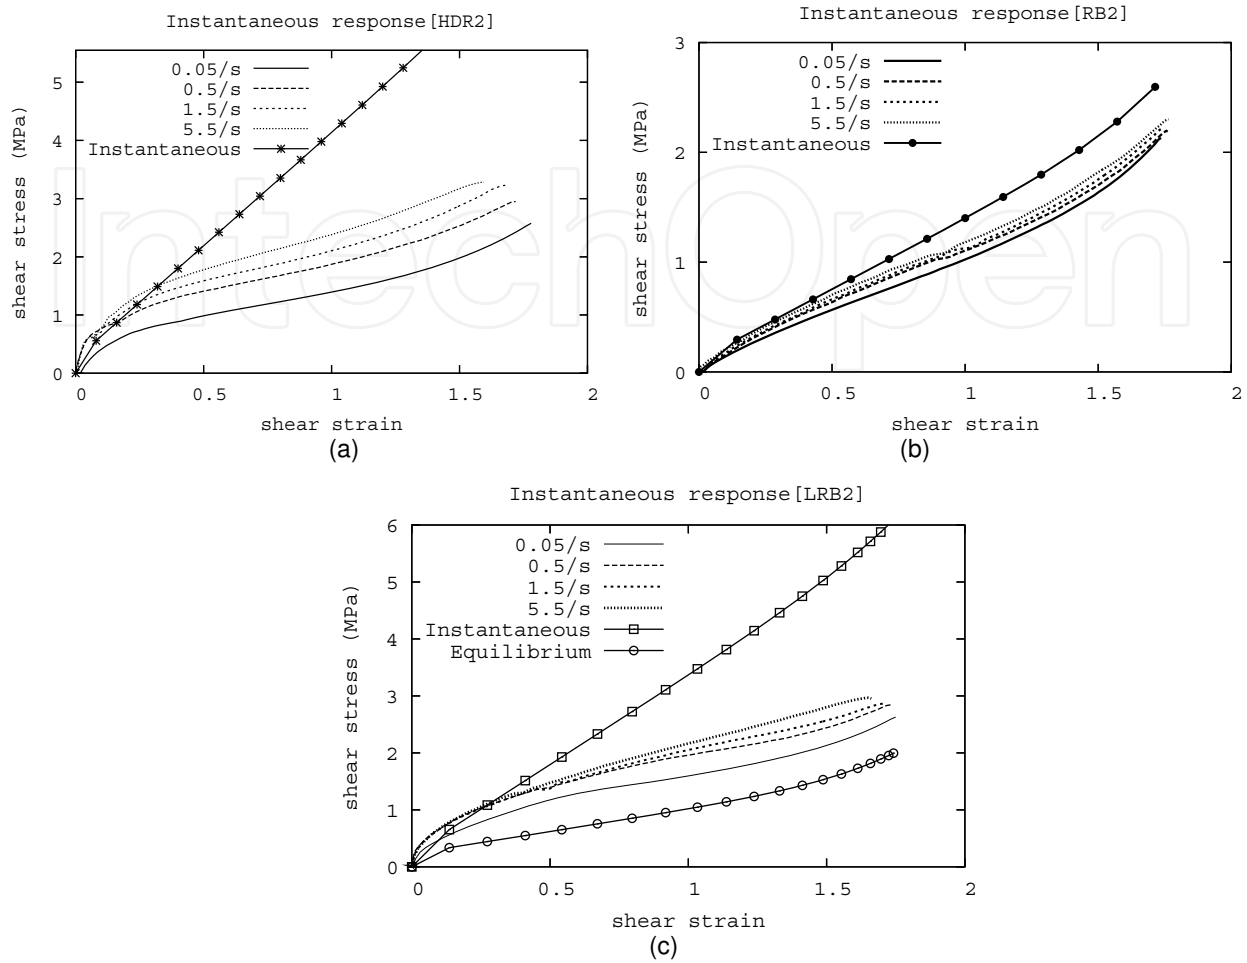 Instantaneous response[HDR2]
shear stress (MPa)
5
4
3
2
1
0
0.05/s
0.5/s
1.5/s
5.5/s
Instantaneous
0 0.5 1 1.5 2
shear strain
(a)
Instantaneous response[RB2]
shear stress (MPa)
3
2
1
0
0.05/s
0.5/s
1.5/s
5.5/s
Instantaneous
0 0.5 1 1.5 2
shear strain
(b)
IntechOpen
Instantaneous response[LRB2]
shear stress (MPa)
6
5
4
3
2
1
0
0.05/s
0.5/s
1.5/s
5.5/s
Instantaneous
Equilibrium
0 0.5 1 1.5 2
shear strain
(c)